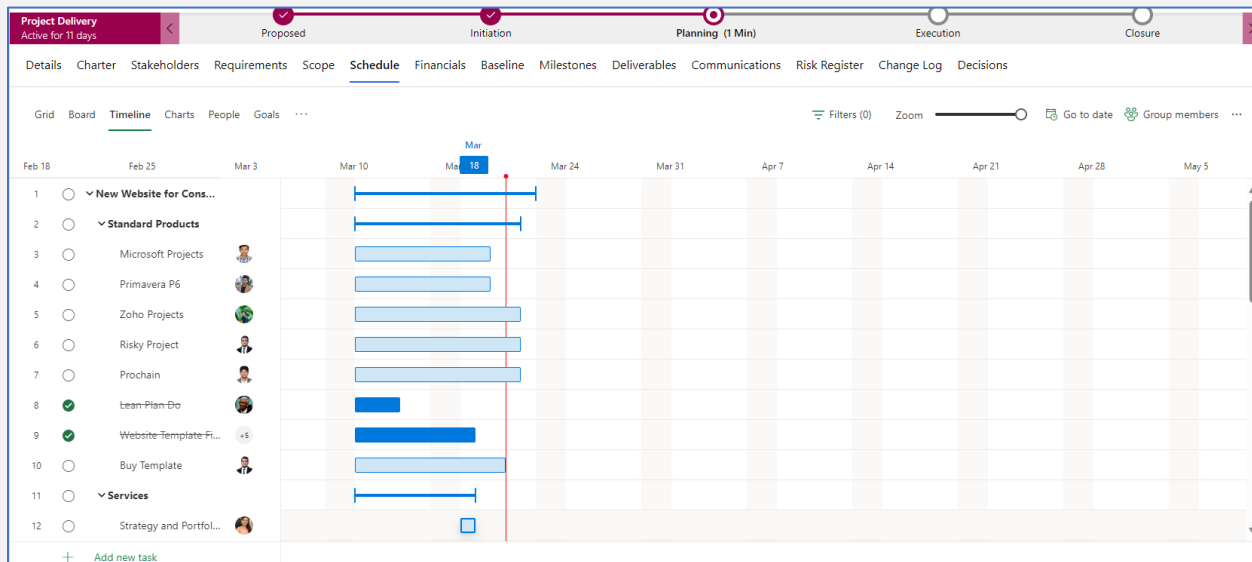 Project Delivery
Active for 11 days
Proposed
Initiation
Planning (1 Min)
Execution
Closure
Details Charter Stakeholders Requirements Scope Schedule Financials Baseline Milestones Deliverables Communications Risk Register Change Log Decisions
Grid Board Timeline Charts People Goals ...
Filters (0) Zoom Go to date Group members ...
Mar
Feb 18 Feb 25 Mar 3 Mar 10 Mar 18 Mar 24 Mar 31 Apr 7 Apr 14 Apr 21 Apr 28 May 5
1 New Website for Cons...
2 Standard Products
3 Microsoft Projects
4 Primavera P6
5 Zoho Projects
6 Risky Project
7 Prochain
8 Lean Plan Do
9 Website Template Fi... +5
10 Buy Template
11 Services
12 Strategy and Portfol...
+ Add new task